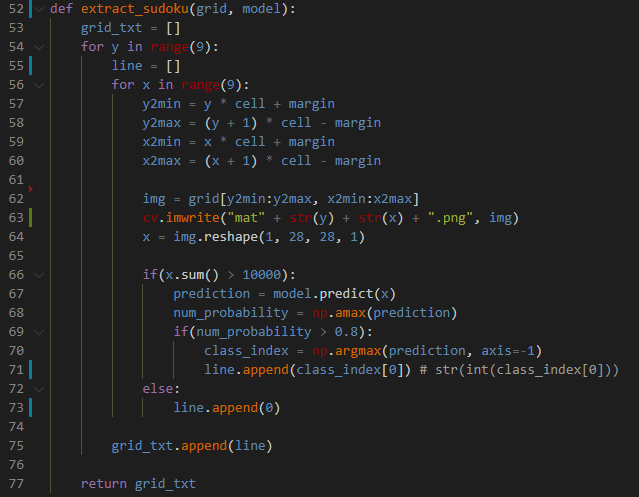 52 def extract_sudoku(grid, model):
53     grid_txt = []
54     for y in range(9):
55         line = []
56         for x in range(9):
57             y2min = y * cell + margin
58             y2max = (y + 1) * cell - margin
59             x2min = x * cell + margin
60             x2max = (x + 1) * cell - margin
61
62             img = grid[y2min:y2max, x2min:x2max]
63             cv.imwrite("mat" + str(y) + str(x) + ".png", img)
64             x = img.reshape(1, 28, 28, 1)
65
66             if(x.sum() > 10000):
67                 prediction = model.predict(x)
68                 num_probability = np.amax(prediction)
69                 if(num_probability > 0.8):
70                     class_index = np.argmax(prediction, axis=-1)
71                     line.append(class_index[0]) # str(int(class_index[0]))
72             else:
73                 line.append(0)
74
75         grid_txt.append(line)
76
77     return grid_txt